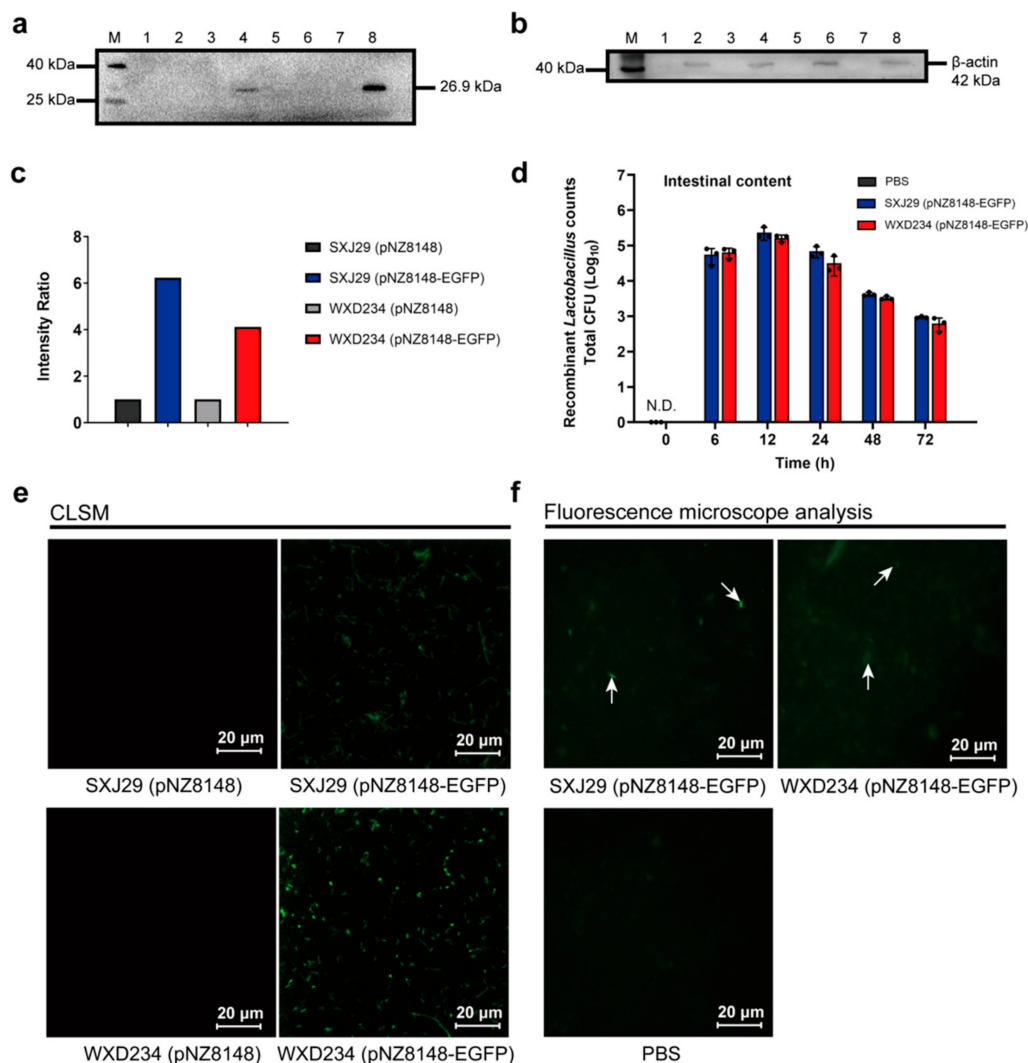 a
M 1 2 3 4 5 6 7 8
40 kDa
25 kDa
26.9 kDa
b
M 1 2 3 4 5 6 7 8
40 kDa
β-actin
42 kDa
c
Intensity Ratio
8
6
4
2
0
SXJ29 (pNZ8148)
SXJ29 (pNZ8148-EGFP)
WXD234 (pNZ8148)
WXD234 (pNZ8148-EGFP)
d
Recombinant Lactobacillus counts
Total CFU (Log10)
7
6
5
4
3
2
1
0
Intestinal content
PBS
SXJ29 (pNZ8148-EGFP)
WXD234 (pNZ8148-EGFP)
N.D.
0 6 12 24 48 72
Time (h)
e
CLSM
20 µm
20 µm
SXJ29 (pNZ8148)
SXJ29 (pNZ8148-EGFP)
20 µm
20 µm
WXD234 (pNZ8148)
WXD234 (pNZ8148-EGFP)
f
Fluorescence microscope analysis
20 µm
20 µm
SXJ29 (pNZ8148-EGFP)
WXD234 (pNZ8148-EGFP)
20 µm
PBS